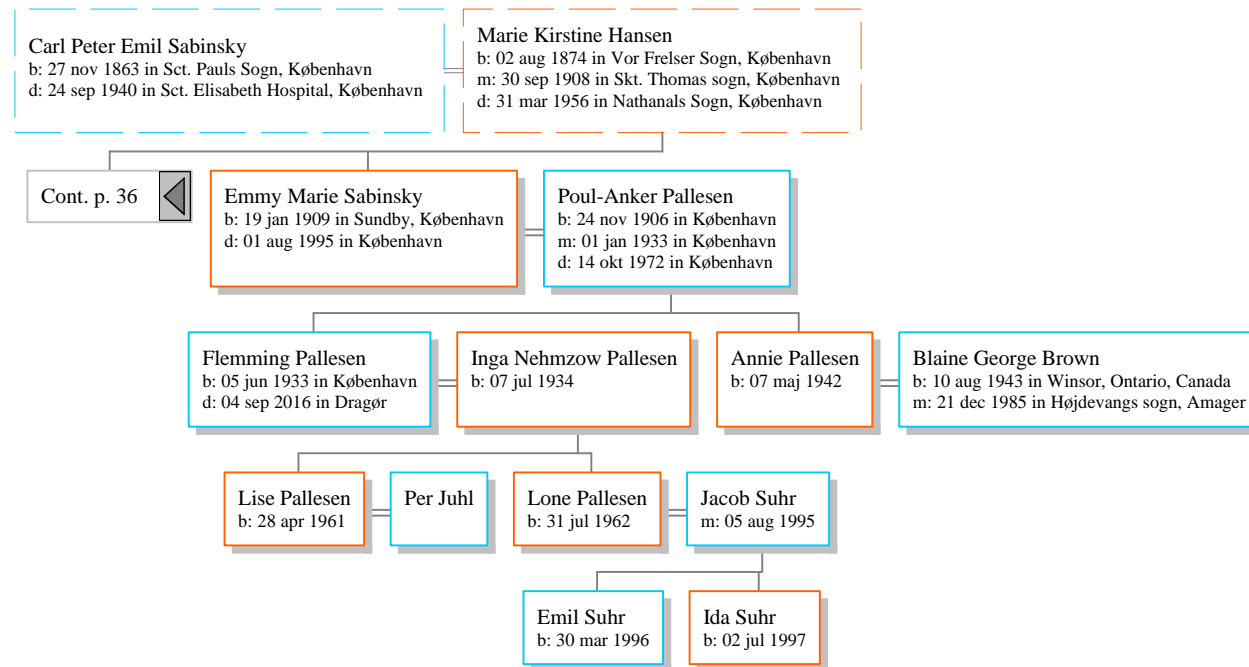 Carl Peter Emil Sabinsky
b: 27 nov 1863 in Sct. Pauls Sogn, København
d: 24 sep 1940 in Sct. Elisabeth Hospital, København
Marie Kirstine Hansen
b: 02 aug 1874 in Vor Frelser Sogn, København
m: 30 sep 1908 in Skt. Thomas sogn, København
d: 31 mar 1956 in Nathanals Sogn, København
Cont. p. 36
Emmy Marie Sabinsky
b: 19 jan 1909 in Sundby, København
d: 01 aug 1995 in København
Poul-Anker Pallesen
b: 24 nov 1906 in København
m: 01 jan 1933 in København
d: 14 okt 1972 in København
Flemming Pallesen
b: 05 jun 1933 in København
d: 04 sep 2016 in Dragør
Inga Nehmzow Pallesen
b: 07 jul 1934
Annie Pallesen
b: 07 maj 1942
Blaine George Brown
b: 10 aug 1943 in Winsor, Ontario, Canada
m: 21 dec 1985 in Højdevangs sogn, Amager
Lise Pallesen
b: 28 apr 1961
Per Juhl
Lone Pallesen
b: 31 jul 1962
Jacob Suhr
m: 05 aug 1995
Emil Suhr
b: 30 mar 1996
Ida Suhr
b: 02 jul 1997